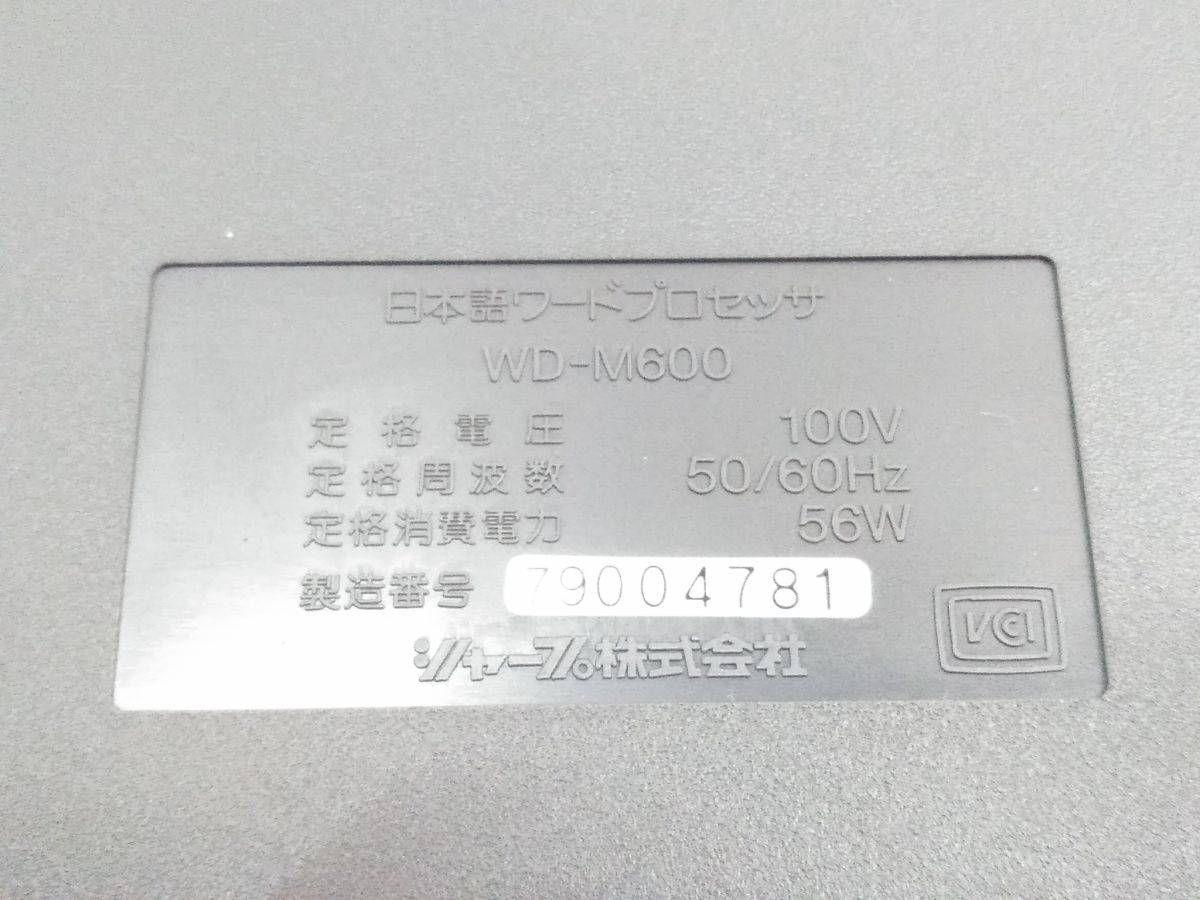 日本語ワードプロセッサ
WD-M600
定格電圧 100V
定格周波数 50/60Hz
定格消費電力 56W
製造番号 79004781
シャープ株式会社
VCI